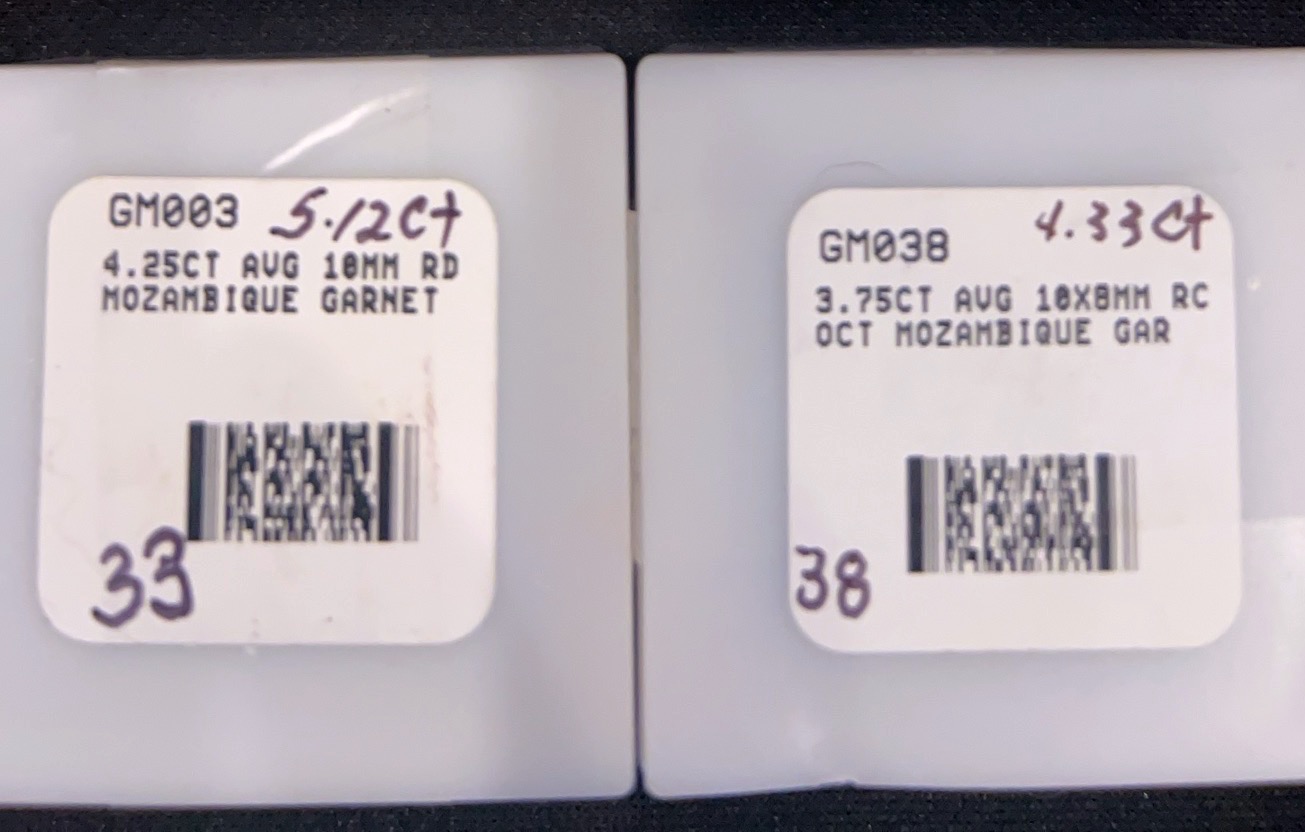 GM003 5.12Ct
4.25CT AVG 10MM RD
MOZAMBIQUE GARNET
33
GM038 4.33Ct
3.75CT AVG 10X8MM RC
OCT MOZAMBIQUE GAR
38